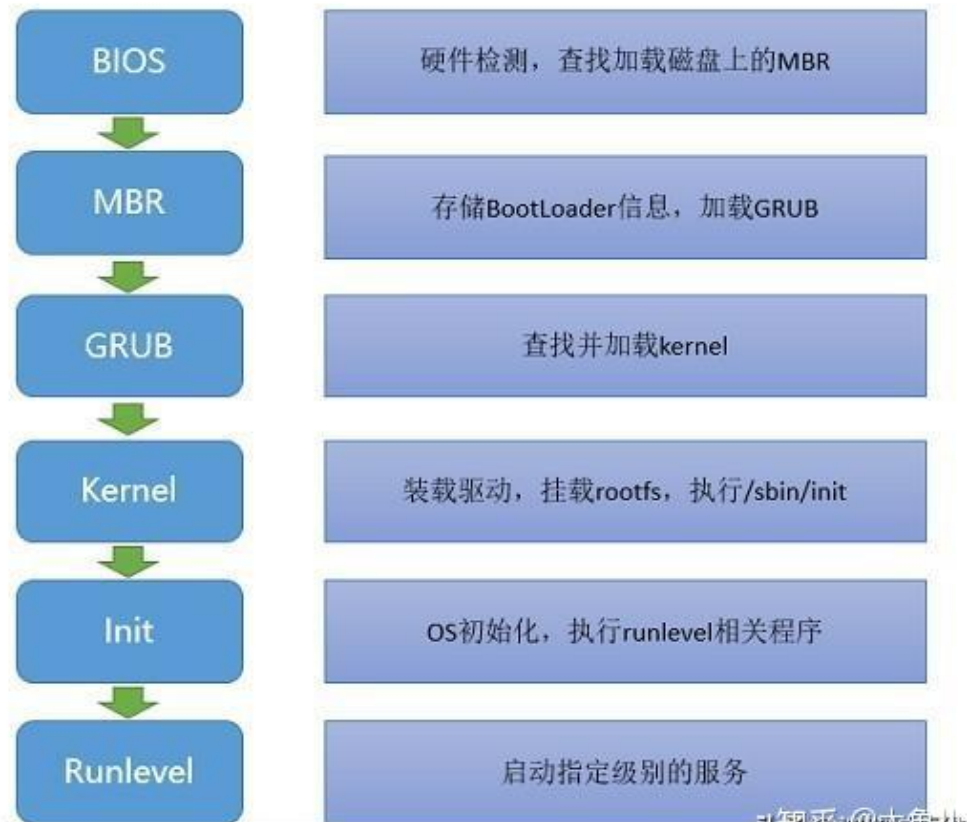 BIOS
硬件检测，查找加载磁盘上的MBR
MBR
存储BootLoader信息，加载GRUB
GRUB
查找并加载kernel
Kernel
装载驱动，挂载rootfs，执行/sbin/init
Init
OS初始化，执行runlevel相关程序
Runlevel
启动指定级别的服务